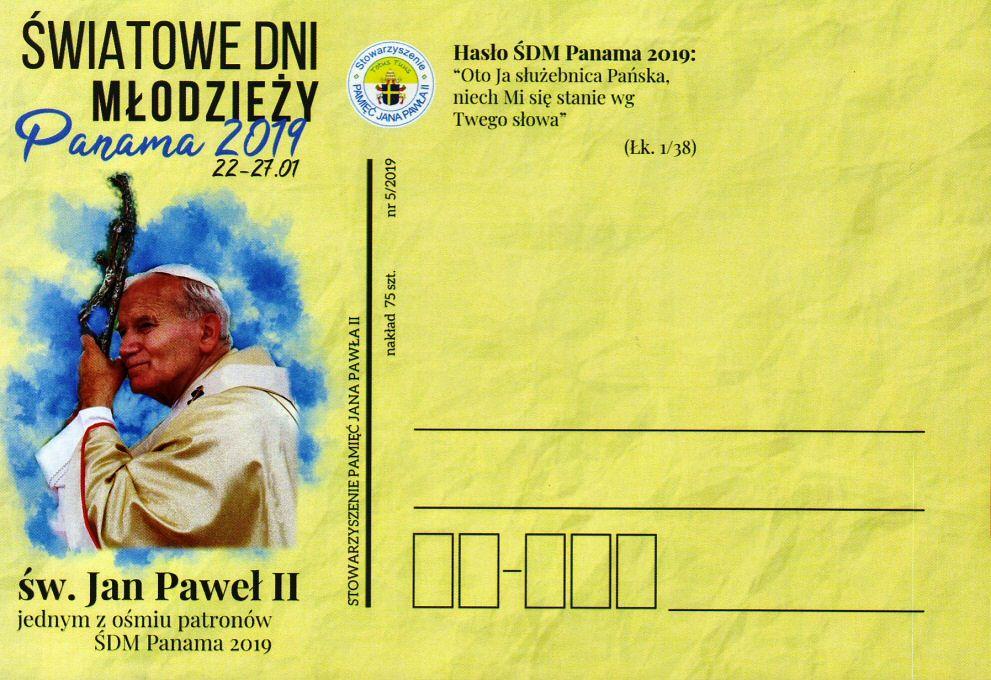 ŚWIATOWE DNI
MŁODZIEŻY
Panama 2019
22-27.01
św. Jan Paweł II
jednym z ośmiu patronów
ŚDM Panama 2019
Stowarzyszenie
Totus Tuus
PAMIĘĆ JANA PAWŁA II
STOWARZYSZENIE PAMIĘĆ JANA PAWŁA II
nakład 75 szt.
nr 5/2019
Hasło ŚDM Panama 2019:
“Oto Ja służebnica Pańska,
niech Mi się stanie wg
Twego słowa”
(Łk. 1/38)